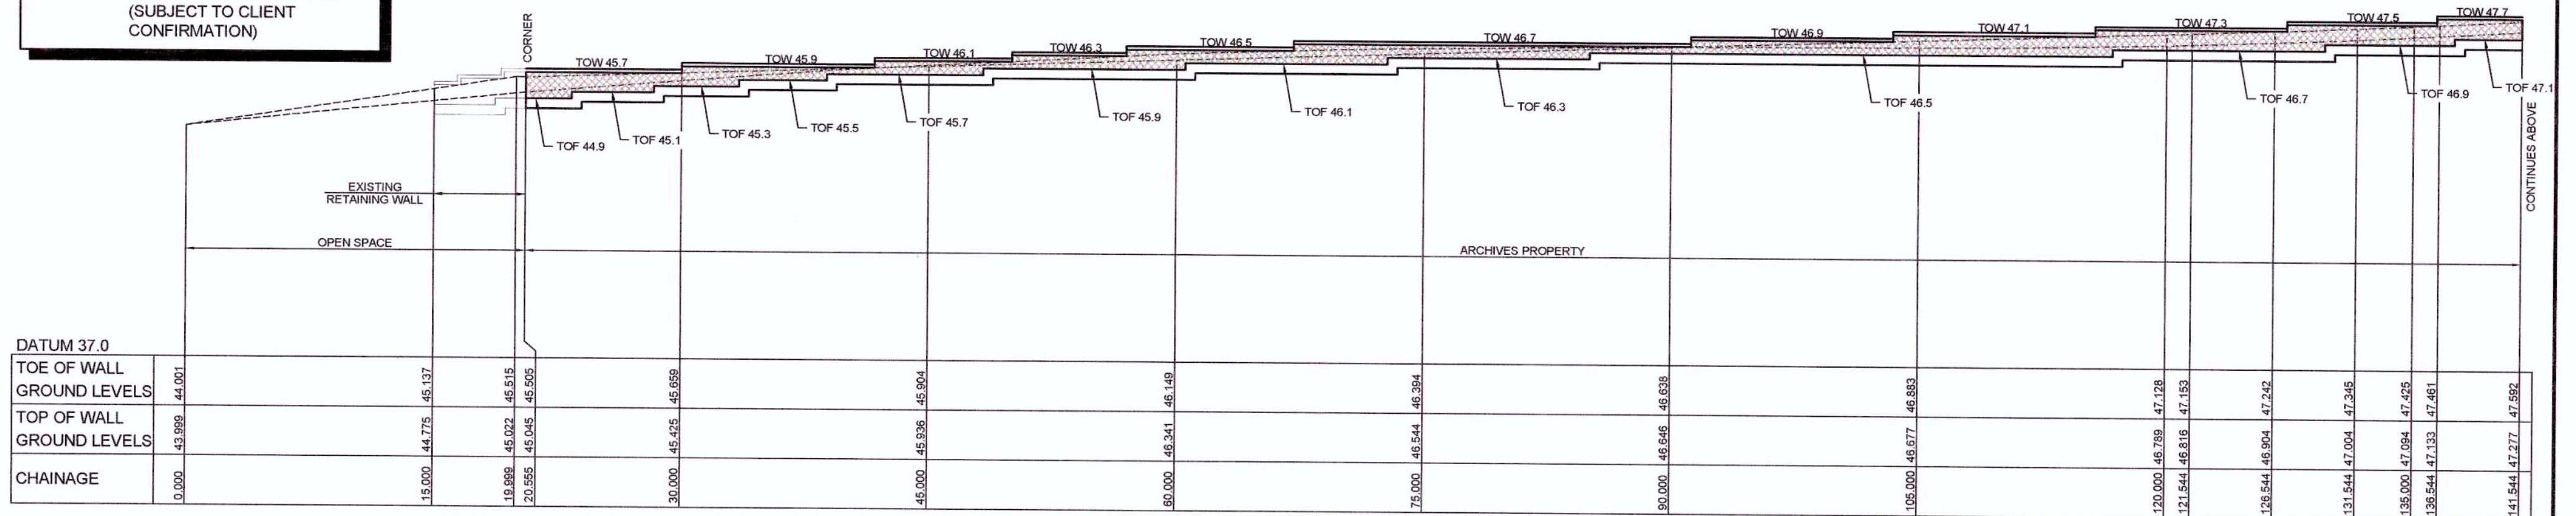 (SUBJECT TO CLIENT
CONFIRMATION)
CORNER
TOW 45.7
TOW 45.9
TOW 46.1
TOW 46.3
TOW 46.5
TOW 46.7
TOW 46.9
TOW 47.1
TOW 47.3
TOW 47.5
TOW 47.7
TOF 44.9
TOF 45.1
TOF 45.3
TOF 45.5
TOF 45.7
TOF 45.9
TOF 46.1
TOF 46.3
TOF 46.5
TOF 46.7
TOF 46.9
TOF 47.1
CONTINUES ABOVE
EXISTING
RETAINING WALL
OPEN SPACE
ARCHIVES PROPERTY
DATUM 37.0
TOE OF WALL
GROUND LEVELS
44.001
45.137
45.515
45.505
45.659
45.904
46.149
46.394
46.638
46.883
47.128
47.153
47.242
47.345
47.425
47.461
47.592
TOP OF WALL
GROUND LEVELS
43.999
44.775
45.022
45.045
45.425
45.936
46.341
46.544
46.646
46.677
46.789
46.816
46.904
47.004
47.094
47.133
47.277
CHAINAGE
0.000
15.000
19.999
20.555
30.000
45.000
60.000
75.000
90.000
105.000
120.000
121.544
126.544
131.544
135.000
136.544
141.544